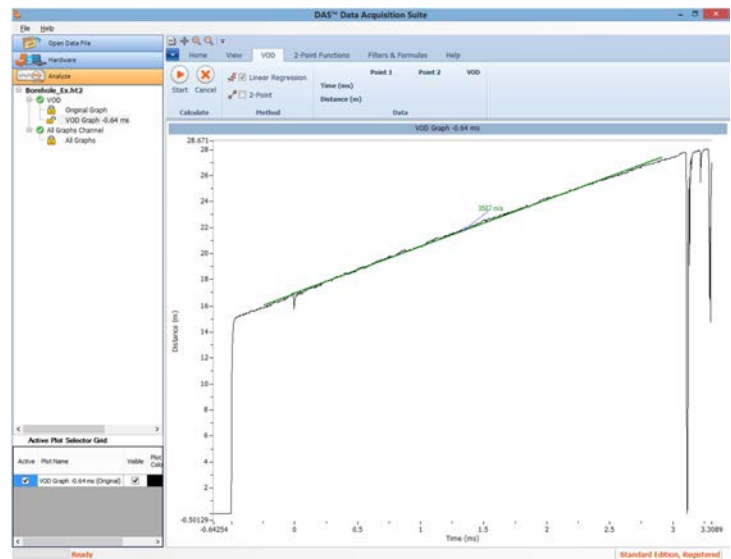 DAS™ Data Acquisition Suite
File Help
Open Data File
Hardware
Analyze
Borehole_Ex.ht2
VOD
Original Graph
VOD Graph -0.64 ms
All Graphs Channel
All Graphs
Home View VOD 2-Point Functions Filters & Formulas Help
Start Cancel
Linear Regression
2-Point
Calculate Method
Point 1 Point 2 VOD
Time (ms)
Distance (m)
Data
VOD Graph -0.64 ms
28.671
28
26
24
22
20
18
16
14
12
10
8
6
4
2
-0.50129
Distance (m)
m/s
-0.64254 0 0.5 1 1.5 2 2.5 3 3.3089
Time (ms)
Active Plot Selector Grid
Active Plot Name Visible Plot Colo
VOD Graph -0.64 ms (Original)
Ready
Standard Edition, Registered